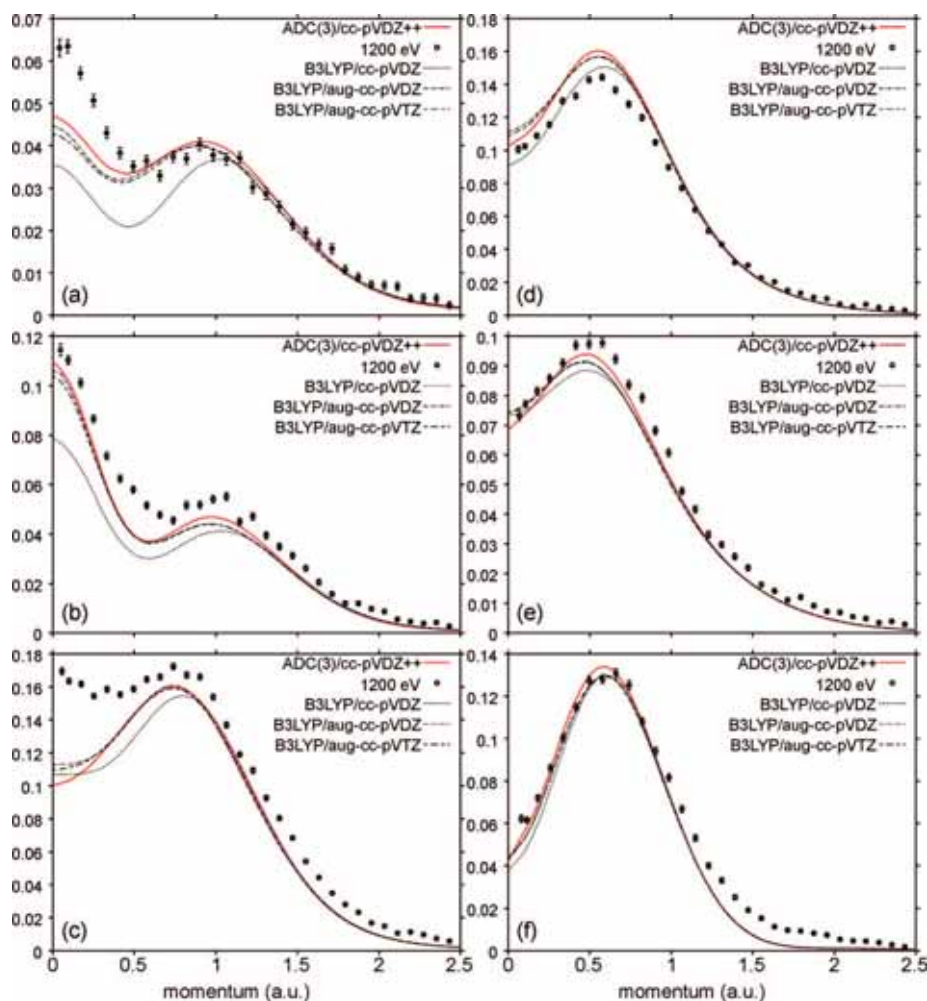 0.07
0.06
0.05
0.04
0.03
0.02
0.01
0
ADC(3)/cc-pVDZ++
1200 eV
B3LYP/cc-pVDZ
B3LYP/aug-cc-pVDZ
B3LYP/aug-cc-pVTZ
(a)
0.16
0.14
0.12
0.1
0.08
0.06
0.04
0.02
0
ADC(3)/cc-pVDZ++
1200 eV
B3LYP/cc-pVDZ
B3LYP/aug-cc-pVDZ
B3LYP/aug-cc-pVTZ
(d)
0.12
0.1
0.08
0.06
0.04
0.02
0
ADC(3)/cc-pVDZ++
1200 eV
B3LYP/cc-pVDZ
B3LYP/aug-cc-pVDZ
B3LYP/aug-cc-pVTZ
(b)
0.1
0.09
0.08
0.07
0.06
0.05
0.04
0.03
0.02
0.01
0
ADC(3)/cc-pVDZ++
1200 eV
B3LYP/cc-pVDZ
B3LYP/aug-cc-pVDZ
B3LYP/aug-cc-pVTZ
(e)
0.18
0.16
0.14
0.12
0.1
0.08
0.06
0.04
0.02
0
ADC(3)/cc-pVDZ++
1200 eV
B3LYP/cc-pVDZ
B3LYP/aug-cc-pVDZ
B3LYP/aug-cc-pVTZ
(c)
0 0.5 1 1.5 2 2.5
momentum (a.u.)
0.14
0.12
0.1
0.08
0.06
0.04
0.02
0
ADC(3)/cc-pVDZ++
1200 eV
B3LYP/cc-pVDZ
B3LYP/aug-cc-pVDZ
B3LYP/aug-cc-pVTZ
(f)
0 0.5 1 1.5 2 2.5
momentum (a.u.)